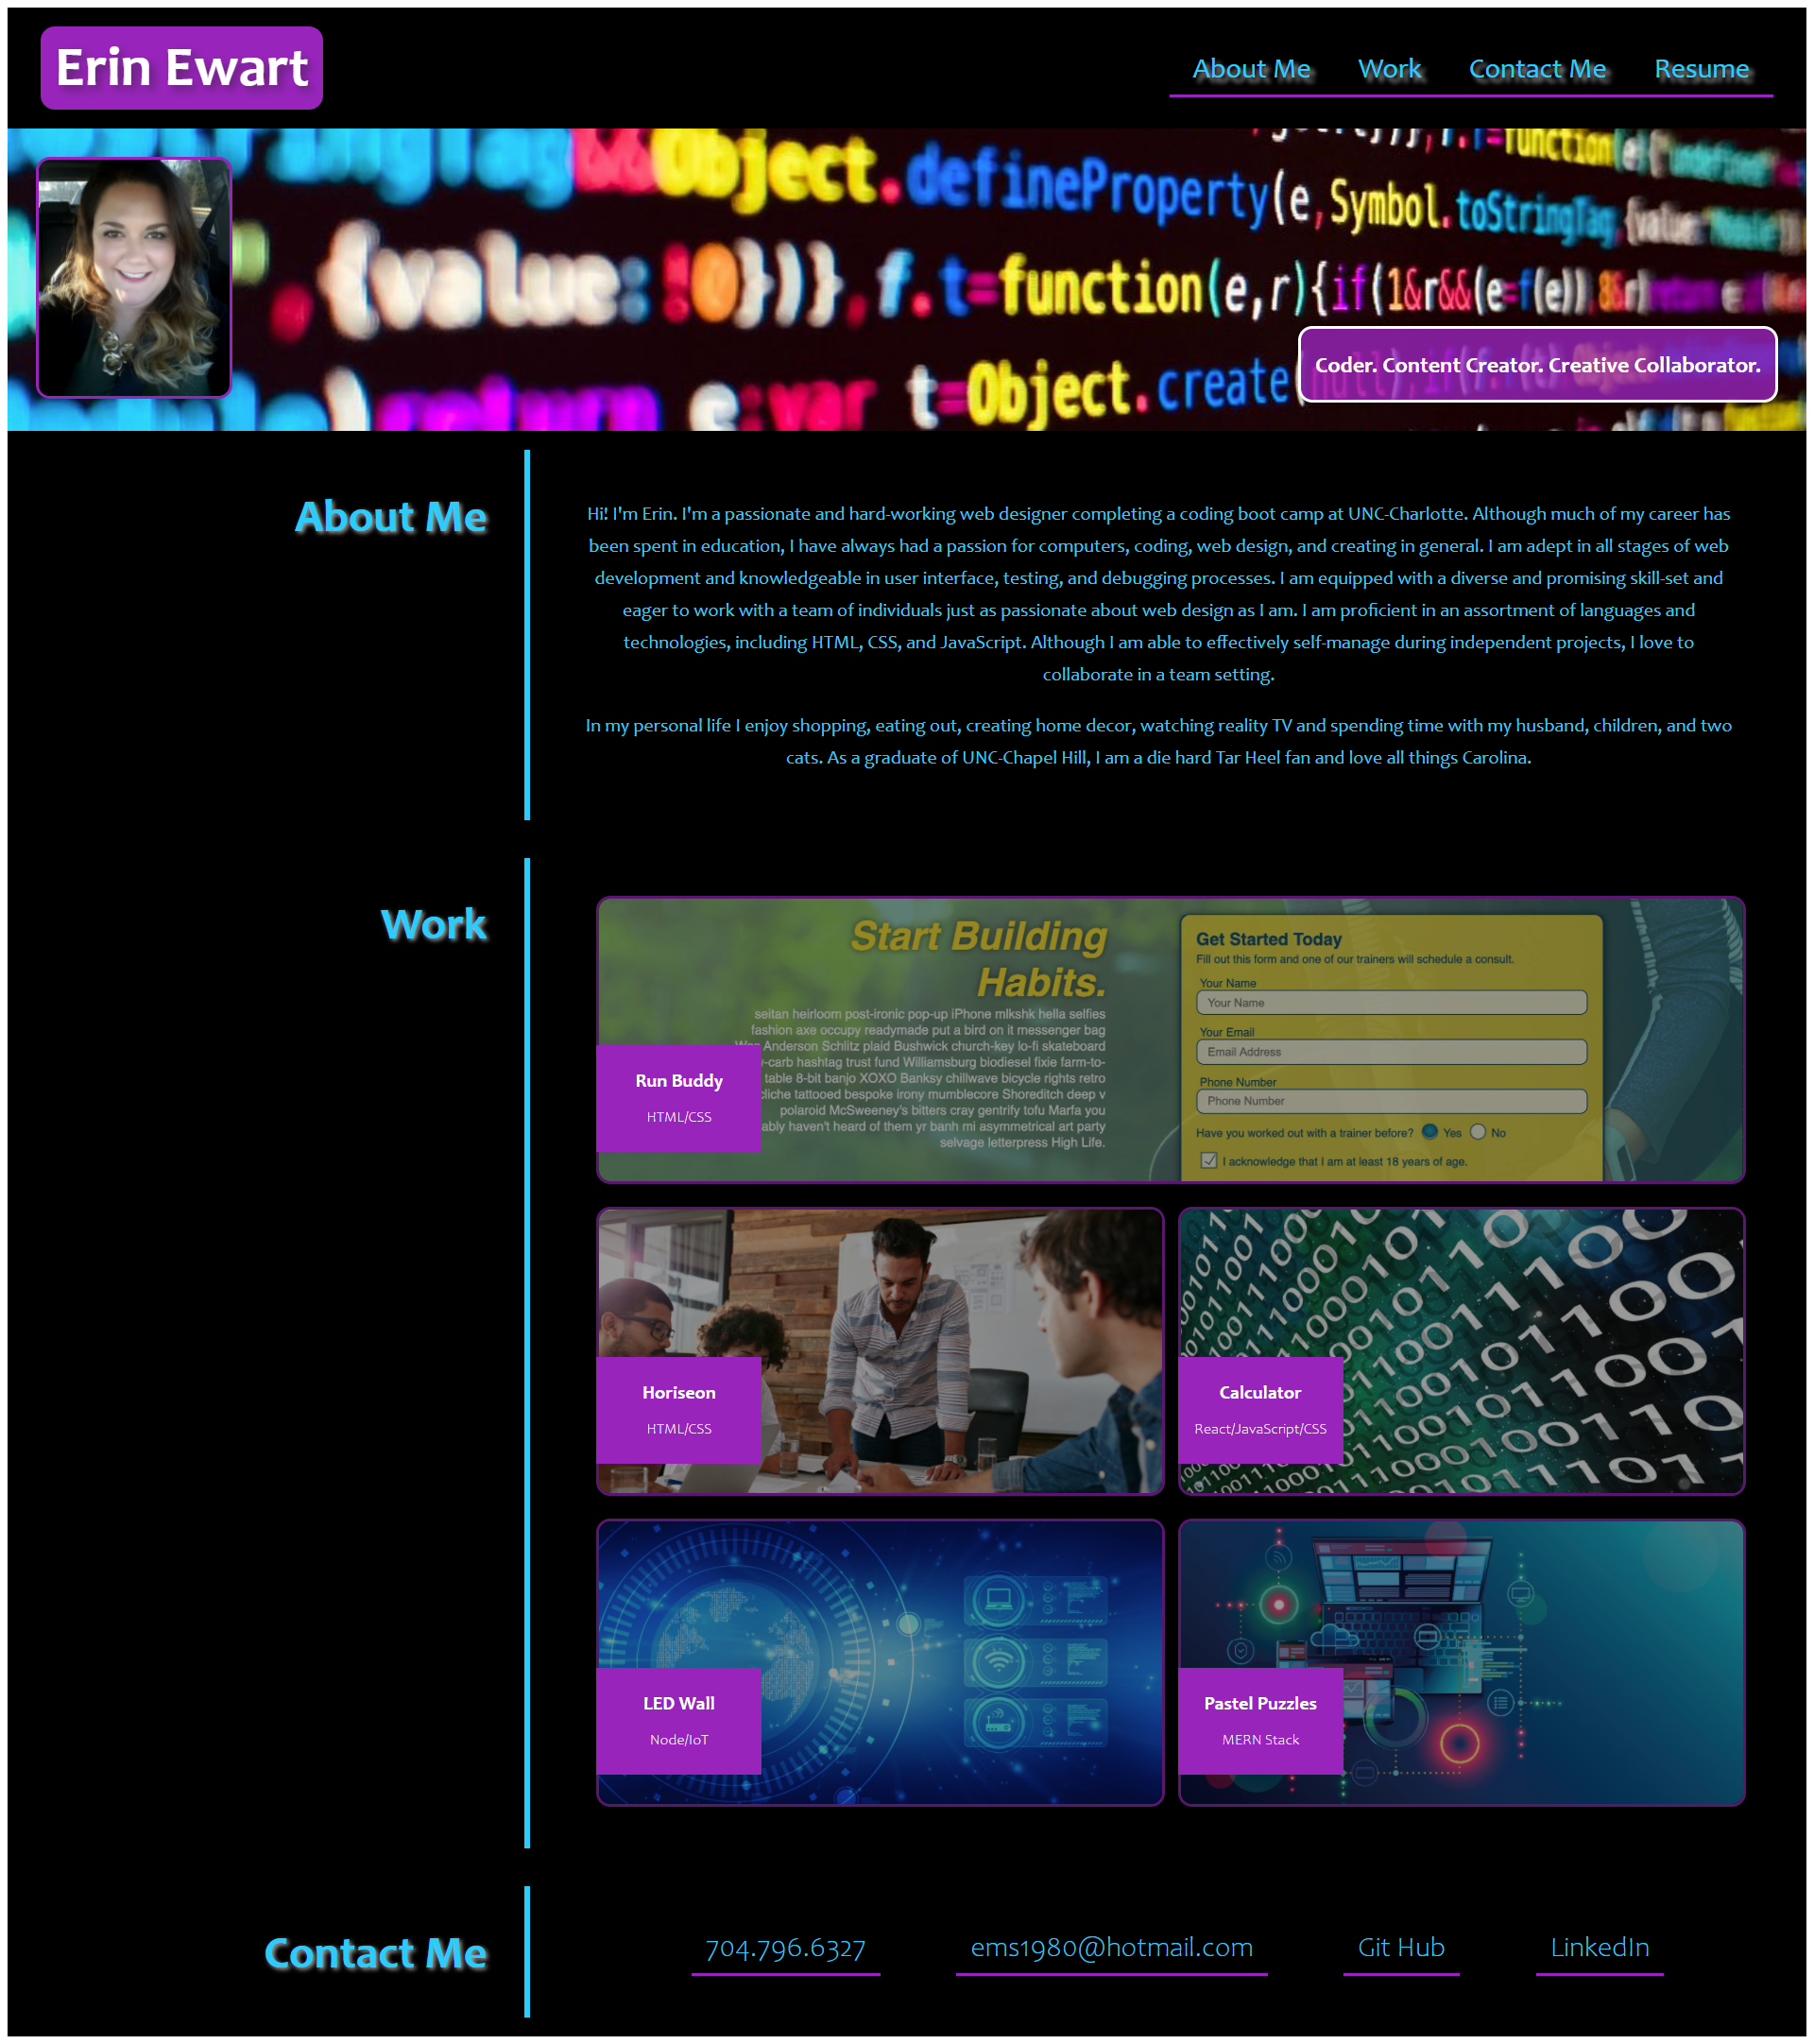 Erin Ewart
About Me Work Contact Me Resume
Object.defineProperty(e,Symbol.toStringTag,{value:
{value:!0})},f.t=function(e,r){if(1&r&&(e=f(e)),8&r)
return e;var t=Object.create(null)
Coder. Content Creator. Creative Collaborator.
About Me
Hi! I'm Erin. I'm a passionate and hard-working web designer completing a coding boot camp at UNC-Charlotte. Although much of my career has
been spent in education, I have always had a passion for computers, coding, web design, and creating in general. I am adept in all stages of web
development and knowledgeable in user interface, testing, and debugging processes. I am equipped with a diverse and promising skill-set and
eager to work with a team of individuals just as passionate about web design as I am. I am proficient in an assortment of languages and
technologies, including HTML, CSS, and JavaScript. Although I am able to effectively self-manage during independent projects, I love to
collaborate in a team setting.
In my personal life I enjoy shopping, eating out, creating home decor, watching reality TV and spending time with my husband, children, and two
cats. As a graduate of UNC-Chapel Hill, I am a die hard Tar Heel fan and love all things Carolina.
Work
Start Building
Habits.
seitan heirloom post-ironic pop-up iPhone mlkshk hella selfies
fashion axe occupy readymade put a bird on it messenger bag
Anderson Schlitz plaid Bushwick church-key lo-fi skateboard
-carb hashtag trust fund Williamsburg biodiesel fixie farm-to-
table 8-bit banjo XOXO Banksy chillwave bicycle rights retro
cliche tattooed bespoke irony mumblecore Shoreditch deep v
polaroid McSweeney's bitters cray gentrify tofu Marfa you
ably haven't heard of them yr banh mi asymmetrical art party
selvage letterpress High Life.
Get Started Today
Fill out this form and one of our trainers will schedule a consult.
Your Name
Your Name
Your Email
Email Address
Phone Number
Phone Number
Have you worked out with a trainer before? Yes No
I acknowledge that I am at least 18 years of age.
Run Buddy
HTML/CSS
Horiseon
HTML/CSS
Calculator
React/JavaScript/CSS
LED Wall
Node/IoT
Pastel Puzzles
MERN Stack
Contact Me
704.796.6327 ems1980@hotmail.com Git Hub LinkedIn